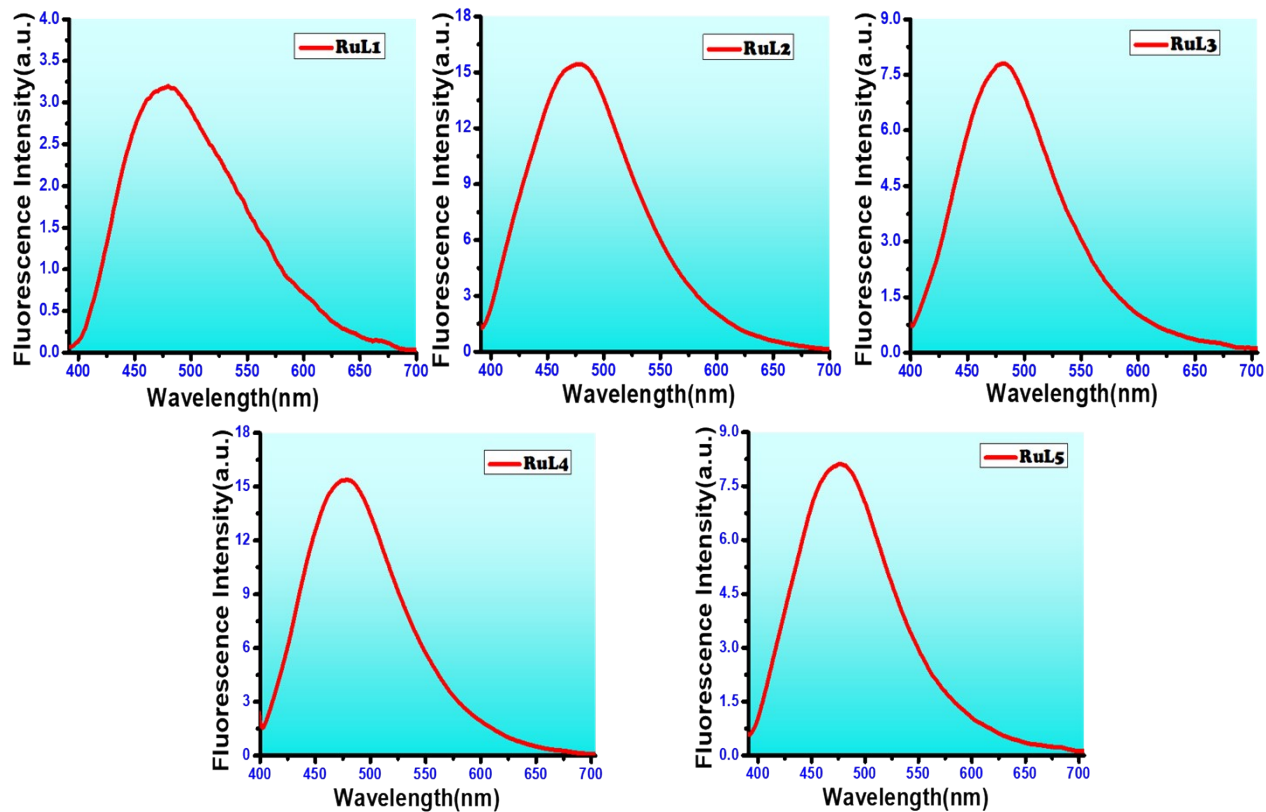 Fluorescence Intensity(a.u.)
4.0
3.5
3.0
2.5
2.0
1.5
1.0
0.5
0.0
RuL1
400 450 500 550 600 650 700
Wavelength(nm)
Fluorescence Intensity(a.u.)
18
15
12
9
6
3
0
RuL2
400 450 500 550 600 650 700
Wavelength(nm)
Fluorescence Intensity(a.u.)
9.0
7.5
6.0
4.5
3.0
1.5
0.0
RuL3
400 450 500 550 600 650 700
Wavelength(nm)
Fluorescence Intensity(a.u.)
18
15
12
9
6
3
0
RuL4
400 450 500 550 600 650 700
Wavelength(nm)
Fluorescence Intensity(a.u.)
9.0
7.5
6.0
4.5
3.0
1.5
0.0
RuL5
400 450 500 550 600 650 700
Wavelength(nm)